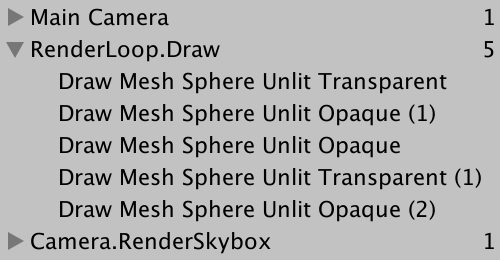 Main Camera 1
RenderLoop.Draw 5
Draw Mesh Sphere Unlit Transparent
Draw Mesh Sphere Unlit Opaque (1)
Draw Mesh Sphere Unlit Opaque
Draw Mesh Sphere Unlit Transparent (1)
Draw Mesh Sphere Unlit Opaque (2)
Camera.RenderSkybox 1